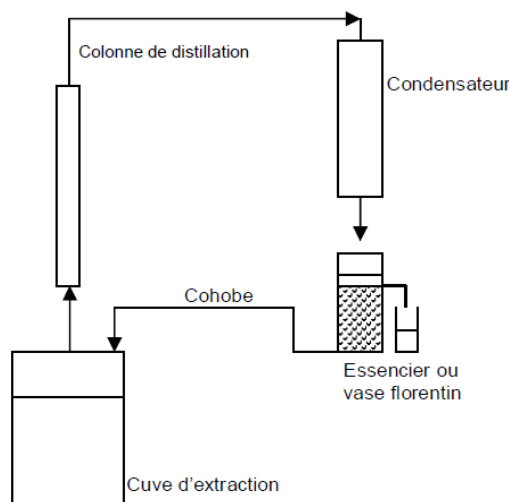 Colonne de distillation
Condensateur
Cohobe
Essencier ou
vase florentin
Cuve d'extraction